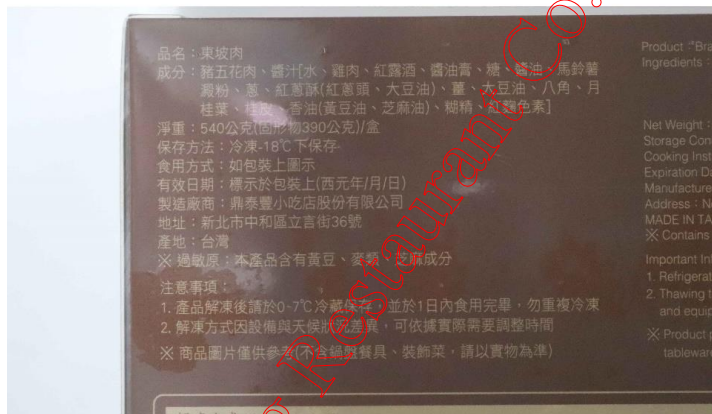 品名：東坡肉
成分：豬五花肉、醬汁[水、雞肉、紅露酒、醬油膏、糖、醬油、馬鈴薯
澱粉、蔥、紅蔥酥(紅蔥頭、大豆油)、薑、大豆油、八角、月
桂葉、桂皮、香油(黃豆油、芝麻油)、糊精、紅麴色素]
淨重：540公克(固形物390公克)/盒
保存方法：冷凍-18℃下保存-
食用方式：如包裝上圖示
有效日期：標示於包裝上(西元年/月/日)
製造廠商：鼎泰豐小吃店股份有限公司
地址：新北市中和區立言街36號
產地：台灣
※ 過敏原：本產品含有黃豆、麥類、芝麻成分
注意事項：
1. 產品解凍後請於0~7℃冷藏保存，並於1日內食用完畢，勿重複冷凍
2. 解凍方式因設備與天候狀況差異，可依據實際需要調整時間
※ 商品圖片僅供參考(不含鍋盤餐具、裝飾菜，請以實物為準)
Product：
Ingredients：
Net Weight：
Storage
Cooking
Expiration
Address：
MADE IN
※ Contains
Important
1.
2. Thawing
and
※ Product
Restaurant Co.